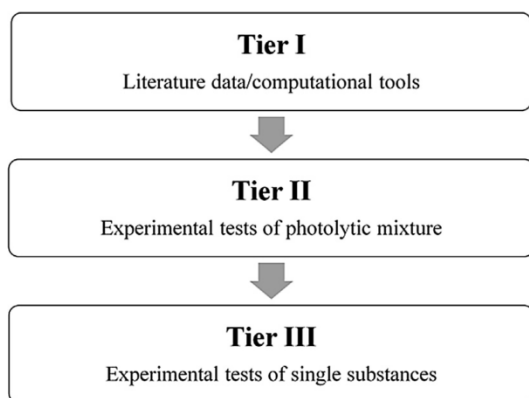 Tier I
Literature data/computational tools
Tier II
Experimental tests of photolytic mixture
Tier III
Experimental tests of single substances